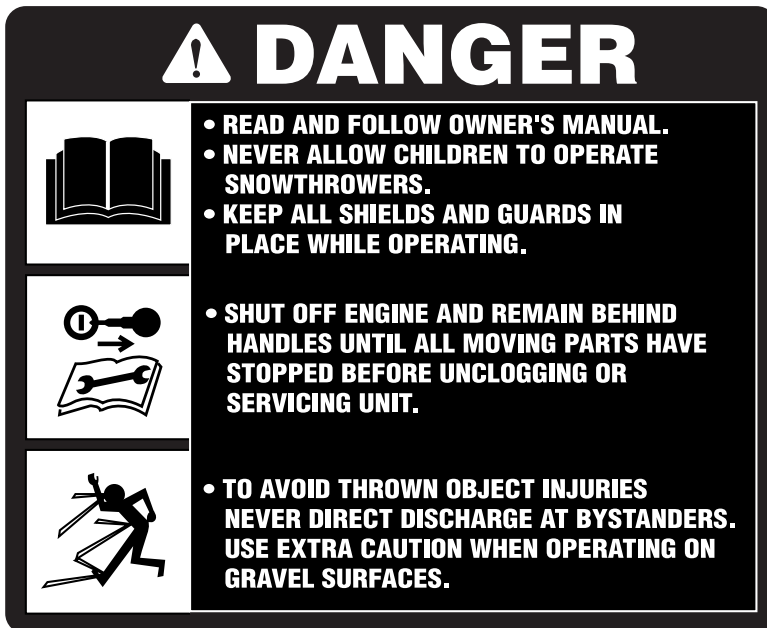 DANGER
• READ AND FOLLOW OWNER'S MANUAL.
• NEVER ALLOW CHILDREN TO OPERATE
SNOWTHROWERS.
• KEEP ALL SHIELDS AND GUARDS IN
PLACE WHILE OPERATING.
• SHUT OFF ENGINE AND REMAIN BEHIND
HANDLES UNTIL ALL MOVING PARTS HAVE
STOPPED BEFORE UNCLOGGING OR
SERVICING UNIT.
• TO AVOID THROWN OBJECT INJURIES
NEVER DIRECT DISCHARGE AT BYSTANDERS.
USE EXTRA CAUTION WHEN OPERATING ON
GRAVEL SURFACES.